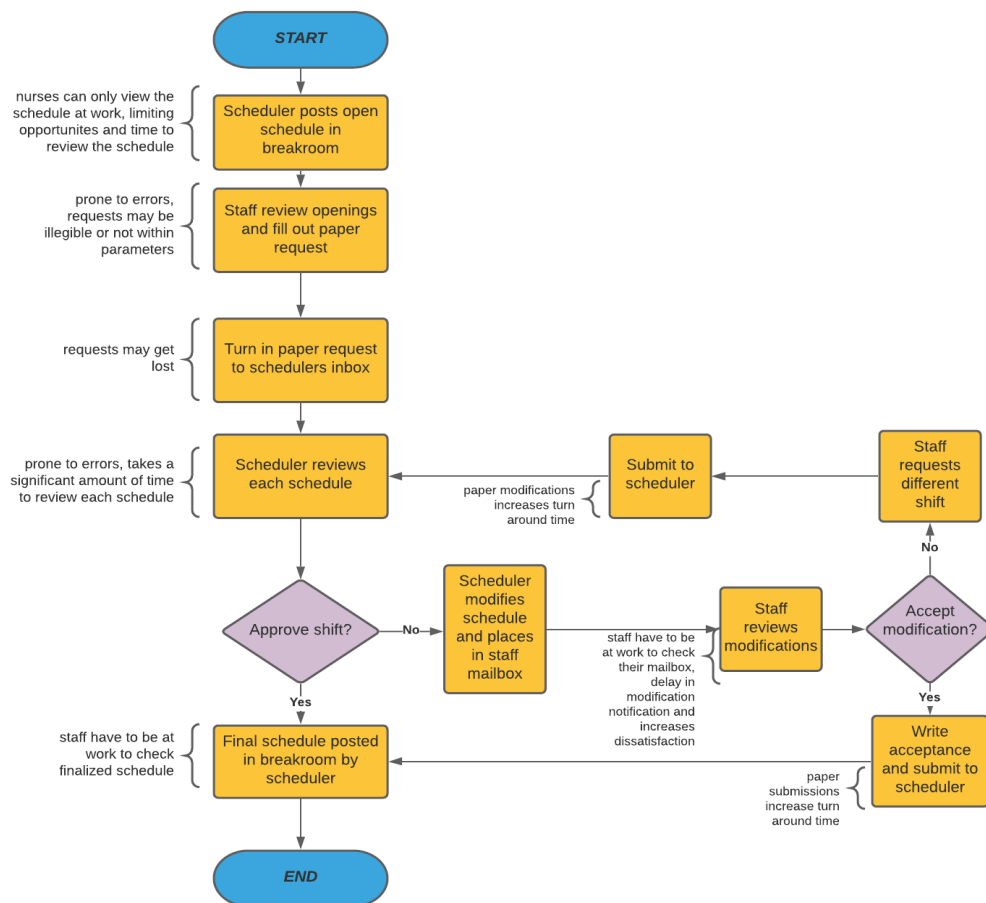 START
nurses can only view the
schedule at work, limiting
opportunites and time to
review the schedule
Scheduler posts open
schedule in
breakroom
prone to errors,
requests may be
illegible or not within
parameters
Staff review openings
and fill out paper
request
requests may get
lost
Turn in paper request
to schedulers inbox
prone to errors, takes a
significant amount of time
to review each schedule
Scheduler reviews
each schedule
Submit to
scheduler
paper modifications
increases turn
around time
Staff
requests
different
shift
No
Approve shift?
No
Scheduler
modifies
schedule
and places
in staff
mailbox
staff have to be
at work to check
their mailbox,
delay in
modification
notification and
increases
dissatisfaction
Staff
reviews
modifications
Accept
modification?
Yes
Yes
staff have to be at
work to check
finalized schedule
Final schedule posted
in breakroom by
scheduler
Write
acceptance
and submit to
scheduler
paper
submissions
increase turn
around time
END